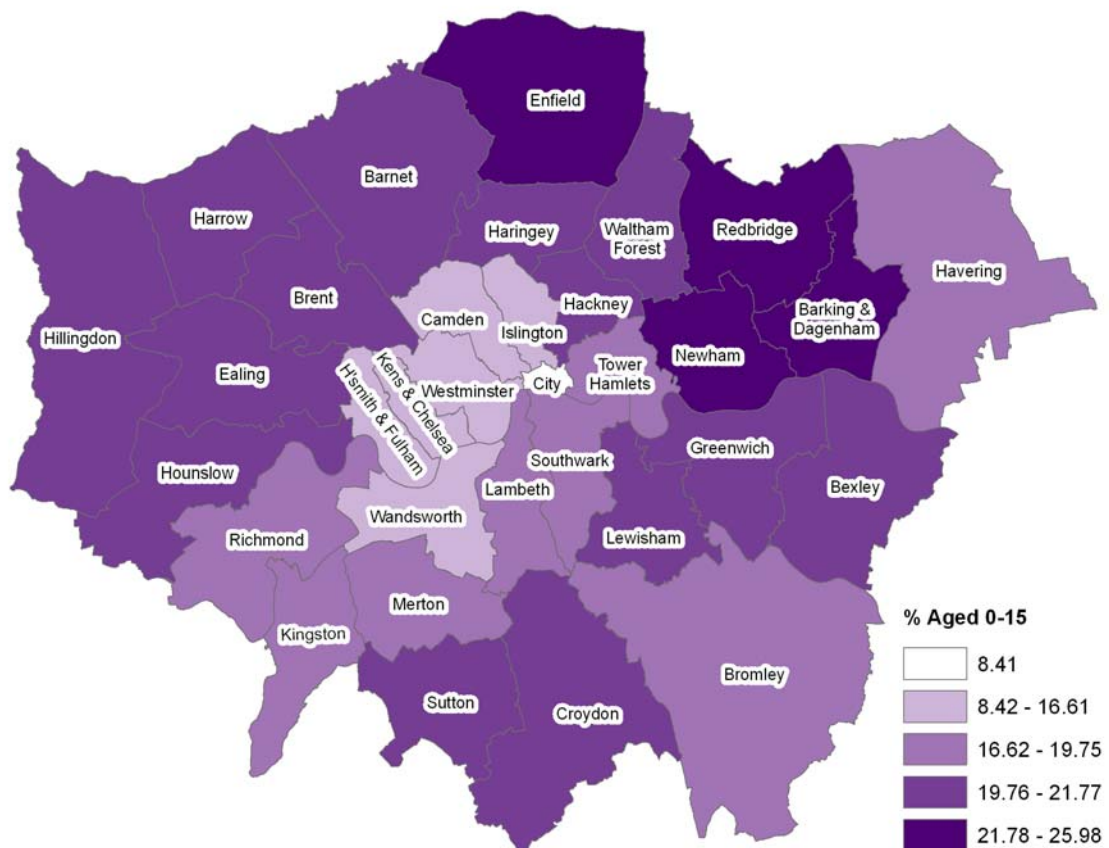 Enfield
Barnet
Harrow
Haringey
Waltham
Forest
Redbridge
Havering
Brent
Hackney
Barking &
Dagenham
Camden
Islington
Hillingdon
Ealing
Newham
Tower
Hamlets
City
Westminster
Kens & Chelsea
H'smith & Fulham
Hounslow
Greenwich
Southwark
Bexley
Lambeth
Wandsworth
Richmond
Lewisham
Merton
Kingston
Bromley
Sutton
Croydon
% Aged 0-15
8.41
8.42 - 16.61
16.62 - 19.75
19.76 - 21.77
21.78 - 25.98